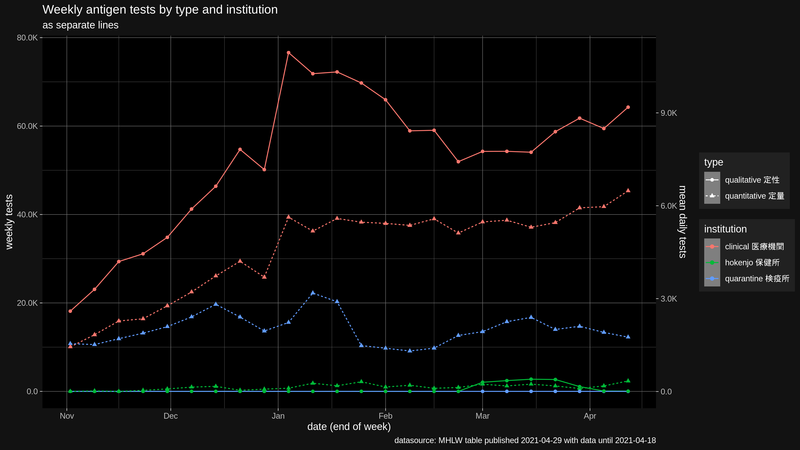 Weekly antigen tests by type and institution
as separate lines
80.0K
60.0K
40.0K
20.0K
0.0
weekly tests
9.0K
6.0K
3.0K
0.0
mean daily tests
Nov Dec Jan Feb Mar Apr
date (end of week)
type
qualitative 定性
quantitative 定量
institution
clinical 医療機関
hokenjo 保健所
quarantine 検疫所
datasource: MHLW table published 2021-04-29 with data until 2021-04-18